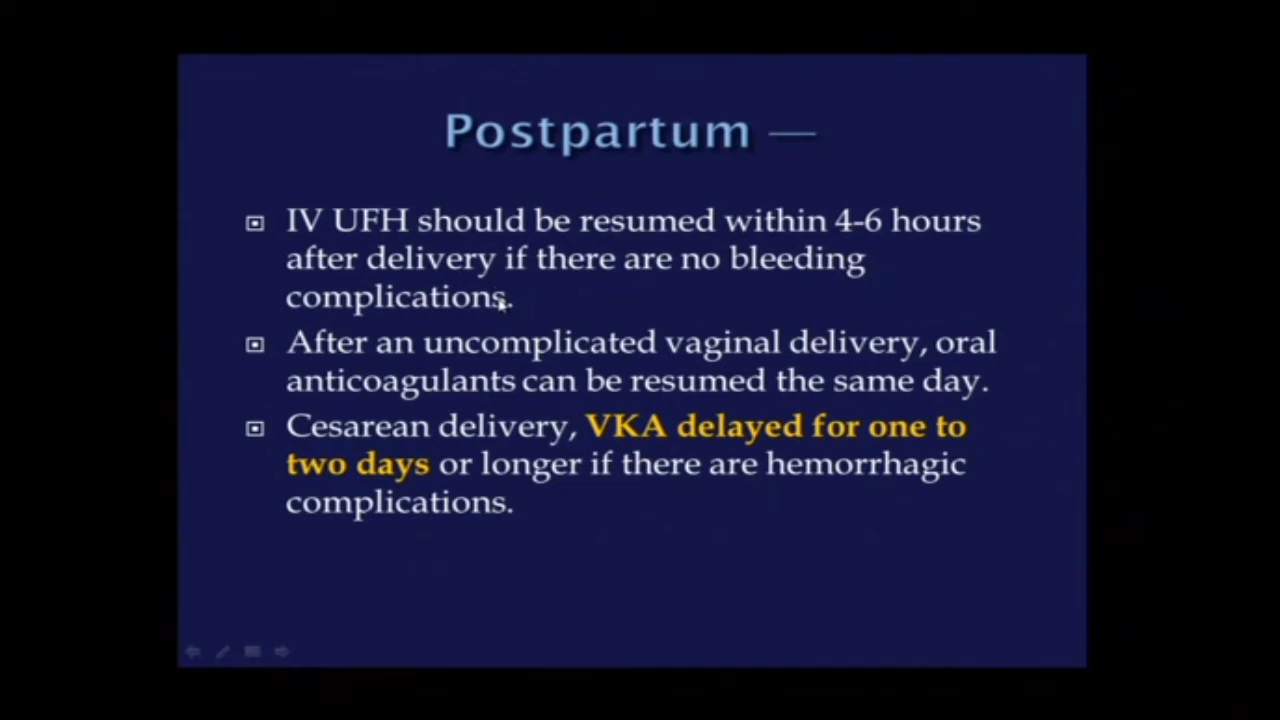 Postpartum —
IV UFH should be resumed within 4-6 hours
after delivery if there are no bleeding
complications.
After an uncomplicated vaginal delivery, oral
anticoagulants can be resumed the same day.
Cesarean delivery, VKA delayed for one to
two days or longer if there are hemorrhagic
complications.